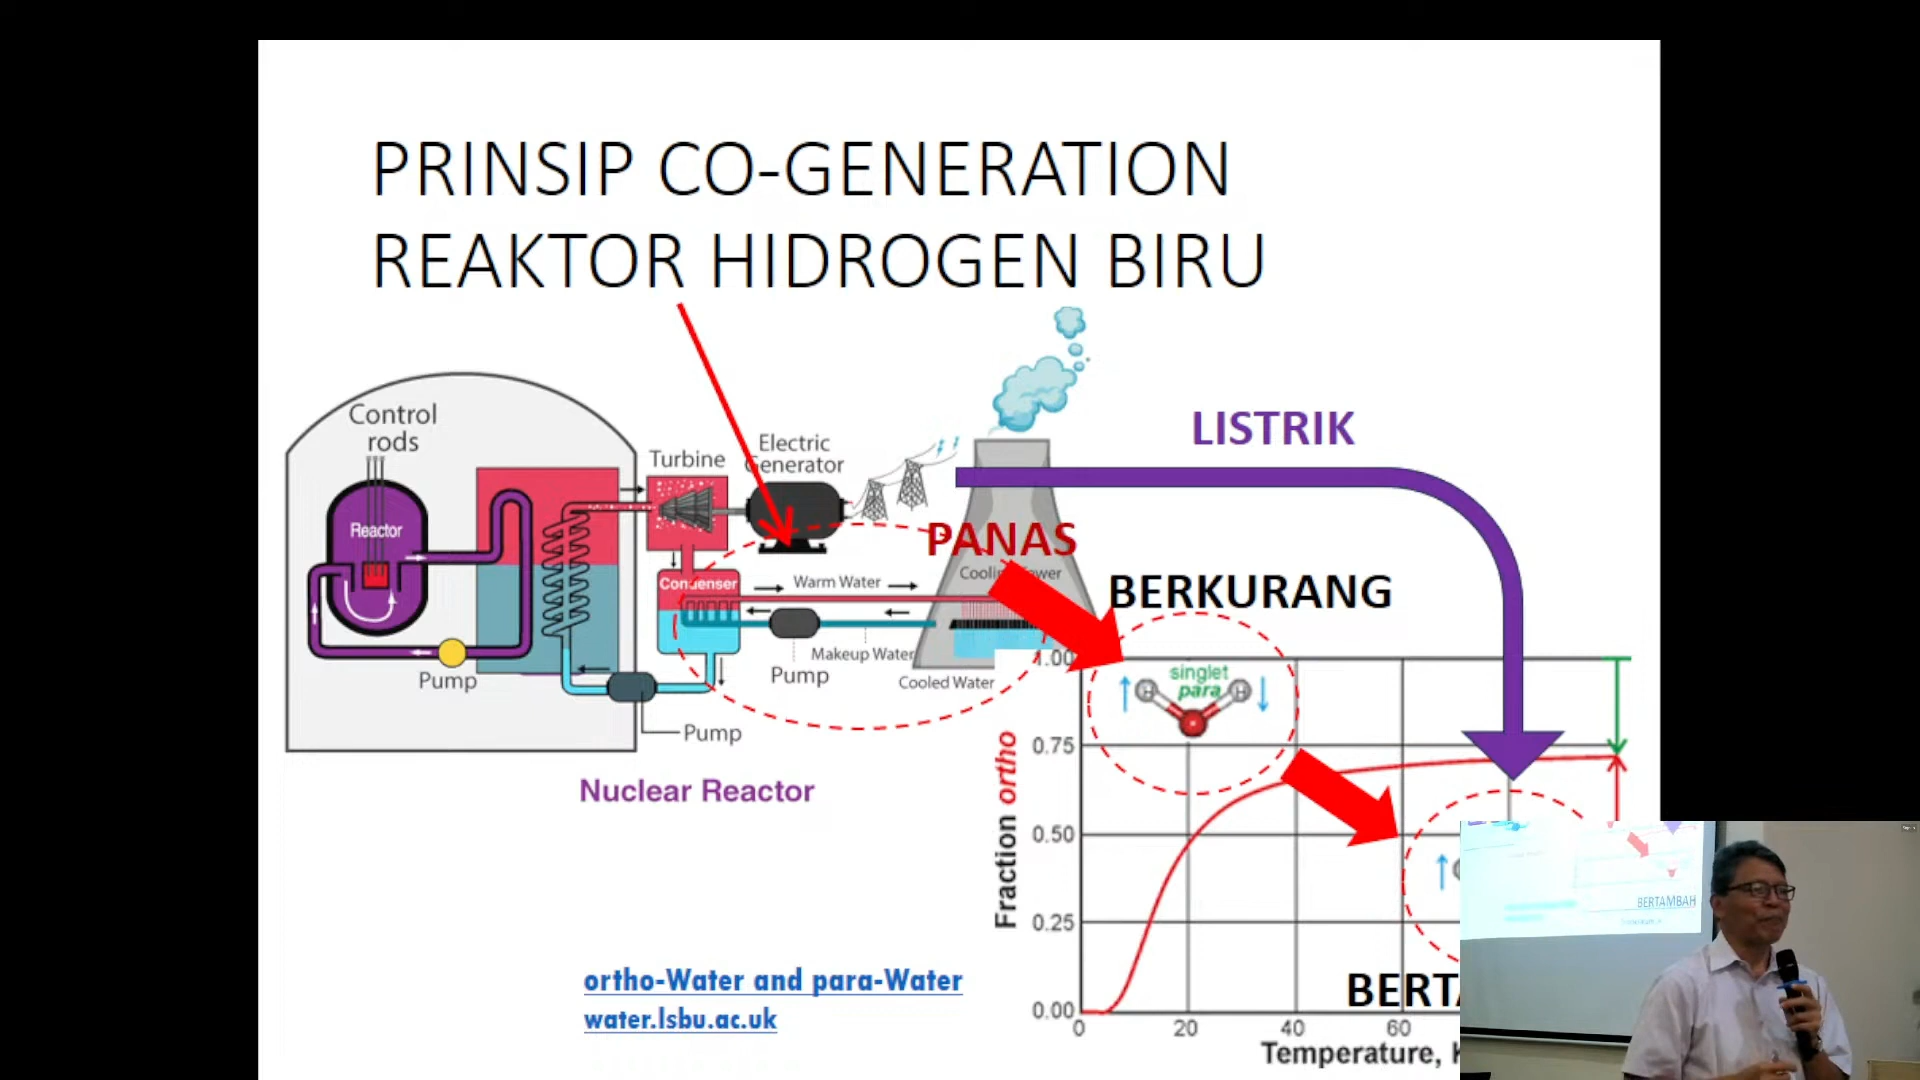 PRINSIP CO-GENERATION
REAKTOR HIDROGEN BIRU
Control
rods
Reactor
Pump
Turbine
Electric
Generator
Condenser
Warm Water
Pump
Makeup Water
Cooled Water
Pump
Nuclear Reactor
LISTRIK
PANAS
BERKURANG
singlet
para
Fraction ortho
1.00
0.75
0.50
0.25
0.00
0
20
40
60
Temperature,
ortho-Water and para-Water
water.lsbu.ac.uk
BERTAMBAH